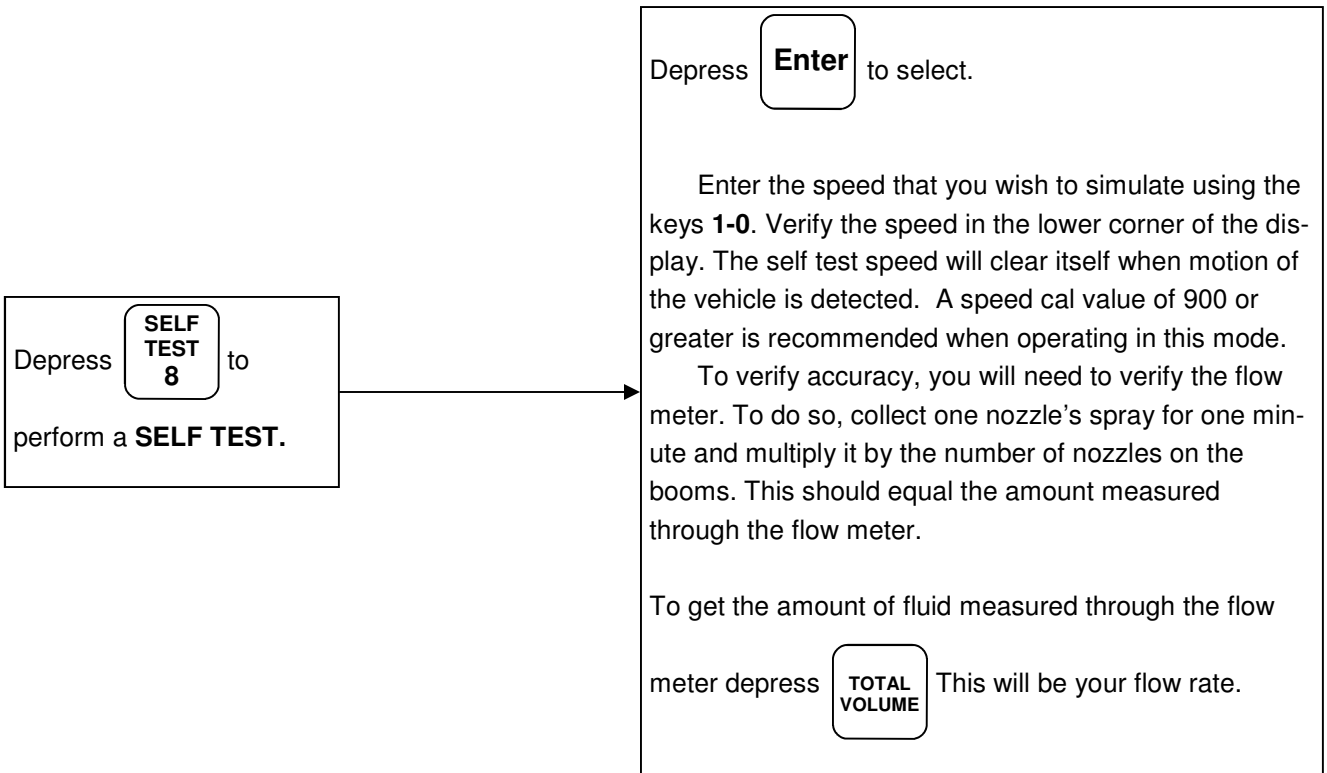 Depress SELF TEST 8 to
perform a SELF TEST.
Depress Enter to select.
Enter the speed that you wish to simulate using the
keys 1-0. Verify the speed in the lower corner of the dis-
play. The self test speed will clear itself when motion of
the vehicle is detected.  A speed cal value of 900 or
greater is recommended when operating in this mode.
To verify accuracy, you will need to verify the flow
meter. To do so, collect one nozzle's spray for one min-
ute and multiply it by the number of nozzles on the
booms. This should equal the amount measured
through the flow meter.
To get the amount of fluid measured through the flow
meter depress TOTAL VOLUME This will be your flow rate.